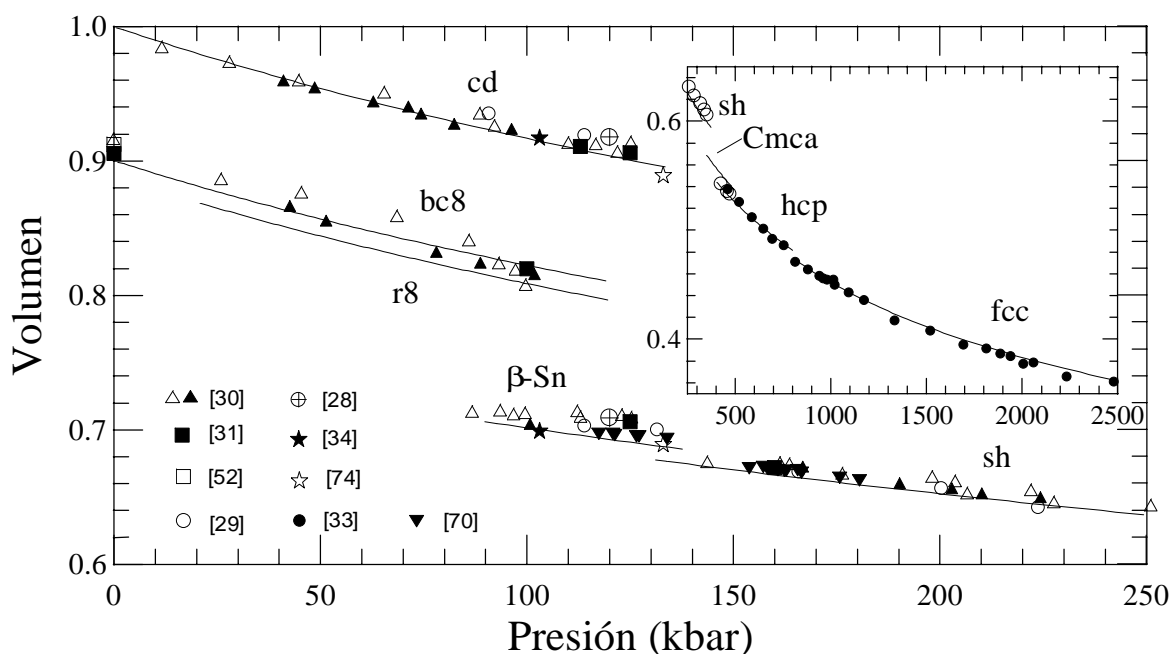 1.0
0.9
0.8
0.7
0.6
Volumen
0
50
100
150
200
250
Presión (kbar)
cd
bc8
r8
β-Sn
sh
[30]
[31]
[52]
[29]
[28]
[34]
[74]
[33]
[70]
0.6
0.4
sh
Cmca
hcp
fcc
500
1000
1500
2000
2500